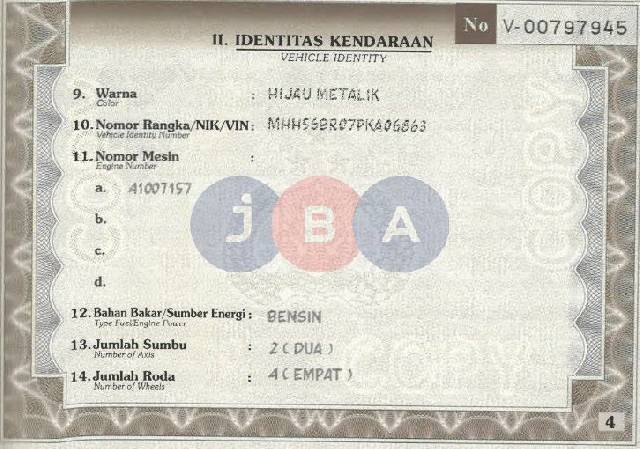 No V-00797945
II. IDENTITAS KENDARAAN
VEHICLE IDENTITY
9. Warna : HIJAU METALIK
Color
10. Nomor Rangka/NIK/VIN :
Vehicle Identity Number
11. Nomor Mesin :
Engine Number
a. A1007157
b.
c.
d.
JBA
12. Bahan Bakar/Sumber Energi : BENSIN
Type Fuel/Engine Power
13. Jumlah Sumbu : 2 ( DUA )
Number of Axis
14. Jumlah Roda : 4 ( EMPAT )
Number of Wheels
COPY
4